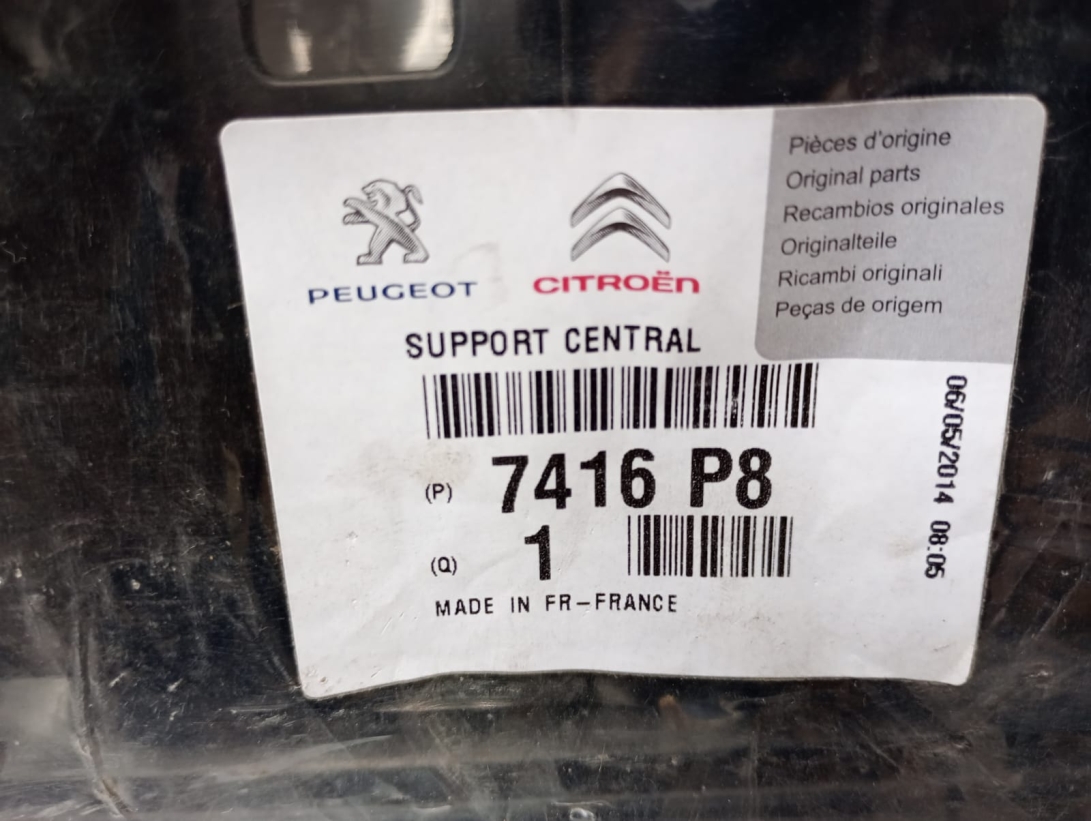 PEUGEOT
CITROËN
Pièces d'origine
Original parts
Recambios originales
Originalteile
Ricambi originali
Peças de origem
SUPPORT CENTRAL
(P) 7416 P8
(Q) 1
MADE IN FR-FRANCE
06/05/2014 08:05